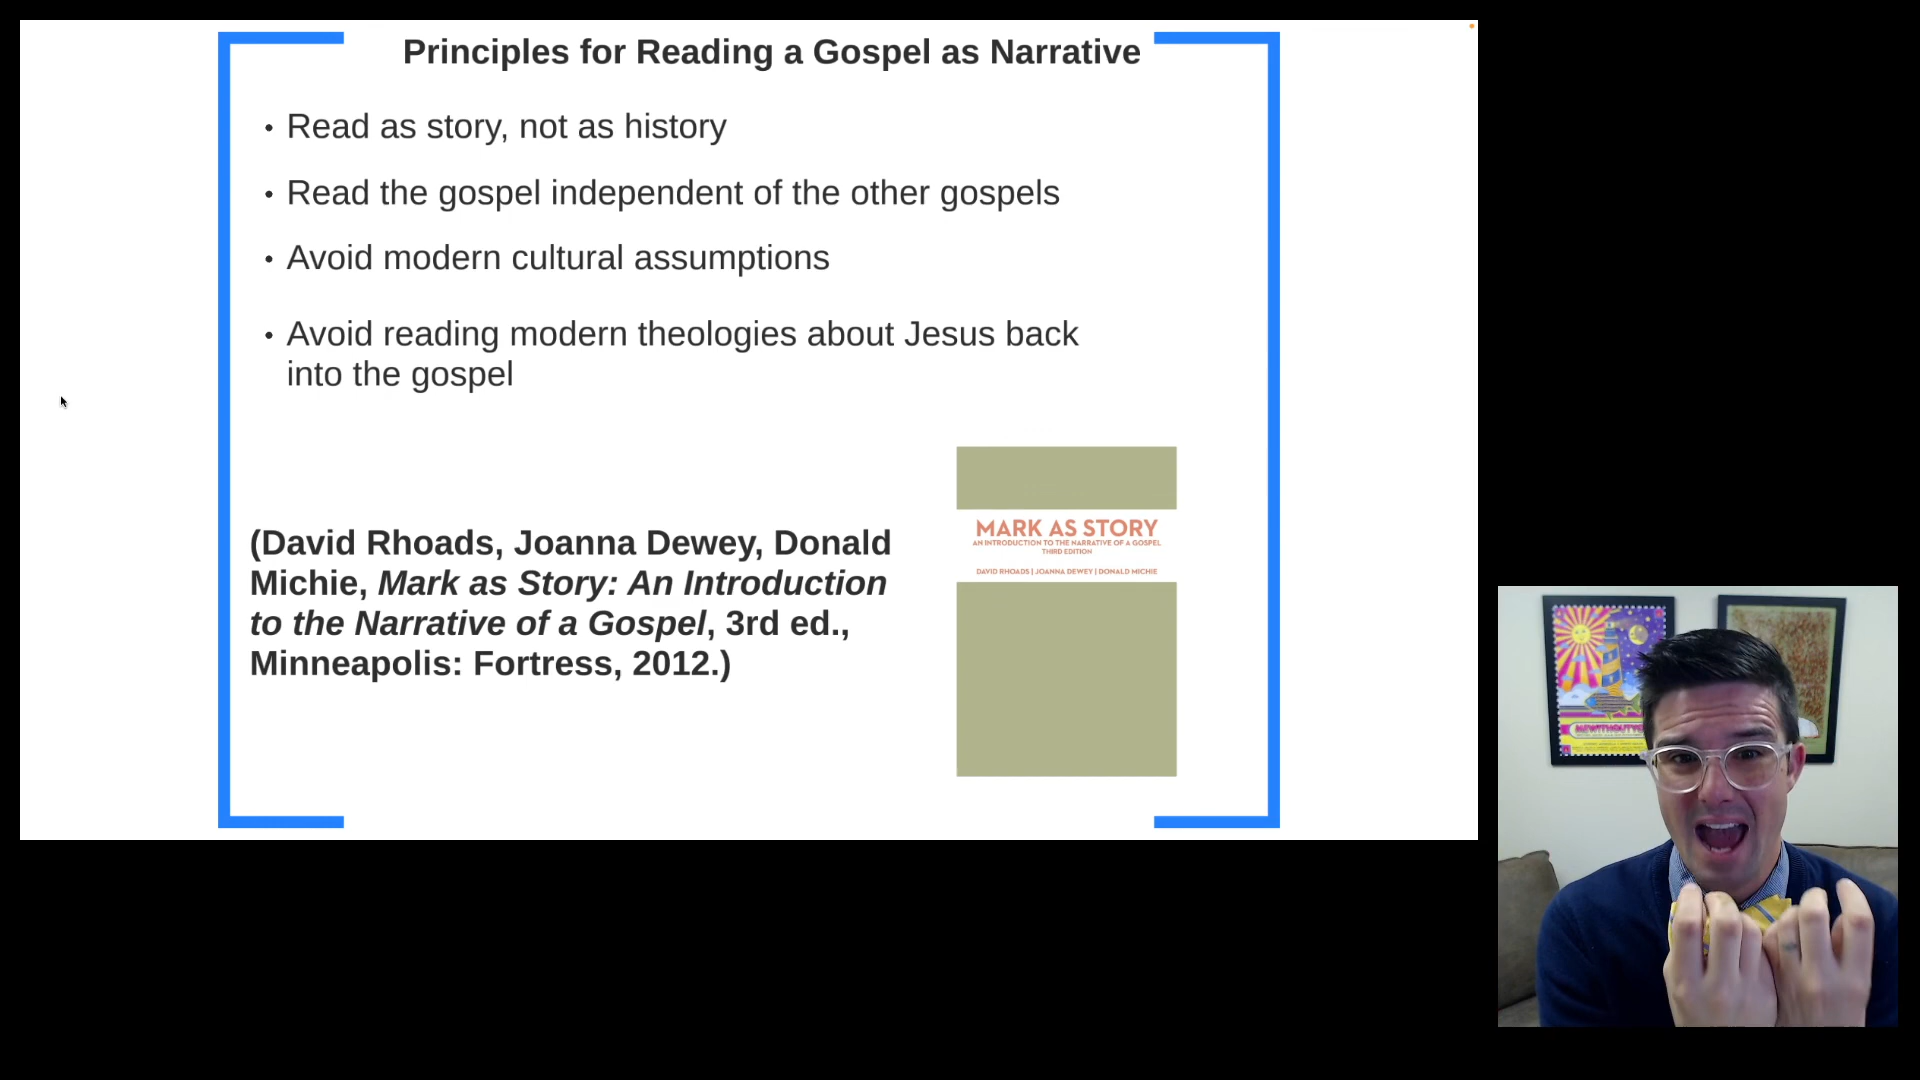 Principles for Reading a Gospel as Narrative
• Read as story, not as history
• Read the gospel independent of the other gospels
• Avoid modern cultural assumptions
• Avoid reading modern theologies about Jesus back
into the gospel
(David Rhoads, Joanna Dewey, Donald
Michie, Mark as Story: An Introduction
to the Narrative of a Gospel, 3rd ed.,
Minneapolis: Fortress, 2012.)
MARK AS STORY
AN INTRODUCTION TO THE NARRATIVE OF A GOSPEL
THIRD EDITION
DAVID RHOADS | JOANNA DEWEY | DONALD MICHIE